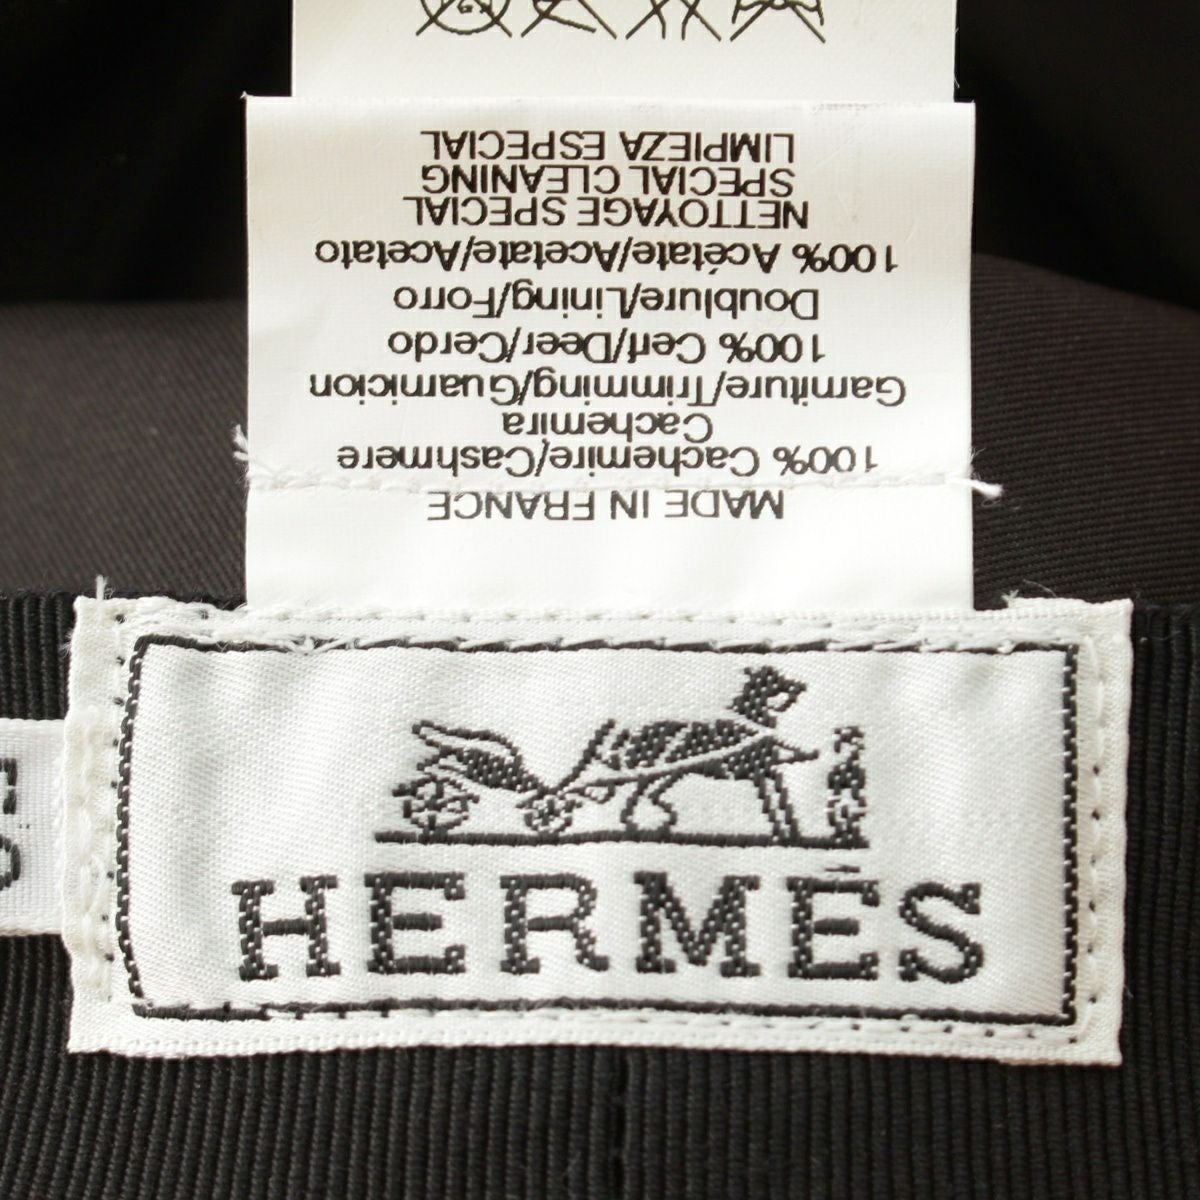 MADE IN FRANCE
100% Cachemire/Cashmere
Cachemira
Garniture/Trimming/Guarnicion
100% Cerf/Deer/Cerdo
Doublure/Lining/Forro
100% Acétate/Acetate/Acetato
NETTOYAGE SPECIAL
SPECIAL CLEANING
LIMPIEZA ESPECIAL
HERMÈS